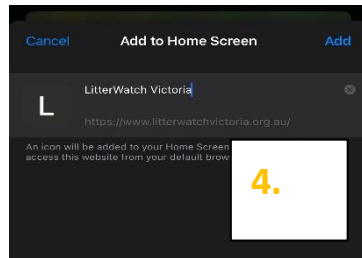 Cancel Add to Home Screen Add
L
LitterWatch Victoria
https://www.litterwatchvictoria.org.au/
An icon will be added to your Home Screen
access this website from your default brow
4.